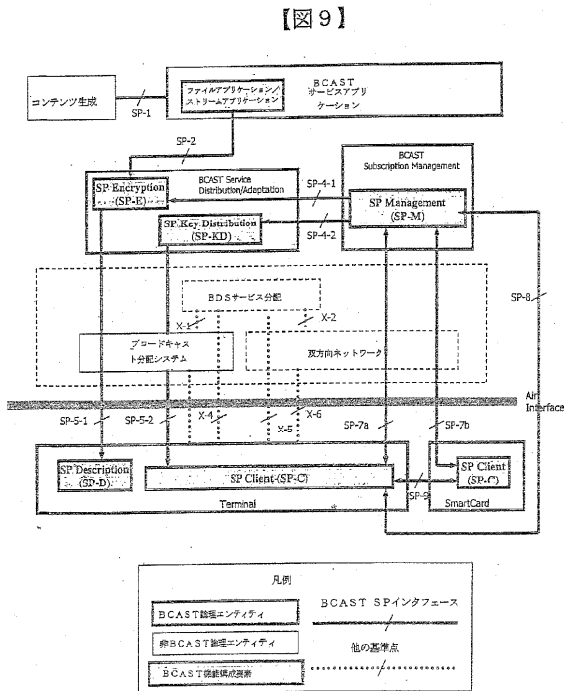 【図9】
コンテンツ生成
SP-1
ファイルアプリケーション/
ストリームアプリケーション
BCAST
サービスアプリ
ケーション
SP-2
BCAST Service
Distribution/Adaptation
BCAST
Subscription Management
SP Encryption
(SP-E)
SP-4-1
SP Management
(SP-M)
SP Key Distribution
(SP-KD)
SP-4-2
SP-8
BDSサービス分配
X-1
X-2
ブロードキャス
ト分配システム
双方向ネットワーク
Air
Interface
SP-5-1
SP-5-2
X-4
X-5
X-6
SP-7a
SP-7b
SP Description
(SP-D)
SP Client (SP-C)
SP Client
(SP-C)
SP-9
Terminal
SmartCard
凡例
BCAST論理エンティティ
BCAST SPインタフェース
非BCAST論理エンティティ
他の基準点
BCAST機能構成要素